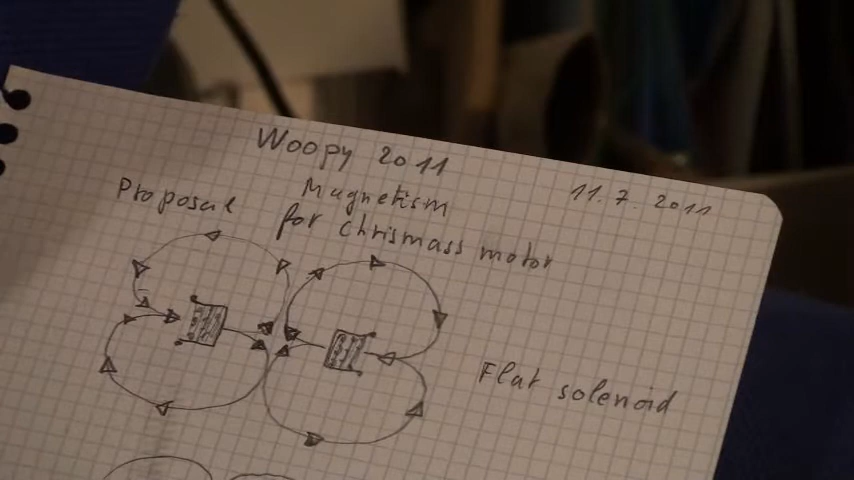 Woopy 2011
11.7.2011
Proposal
Magnetism
for chrismass motor
Flat solenoid